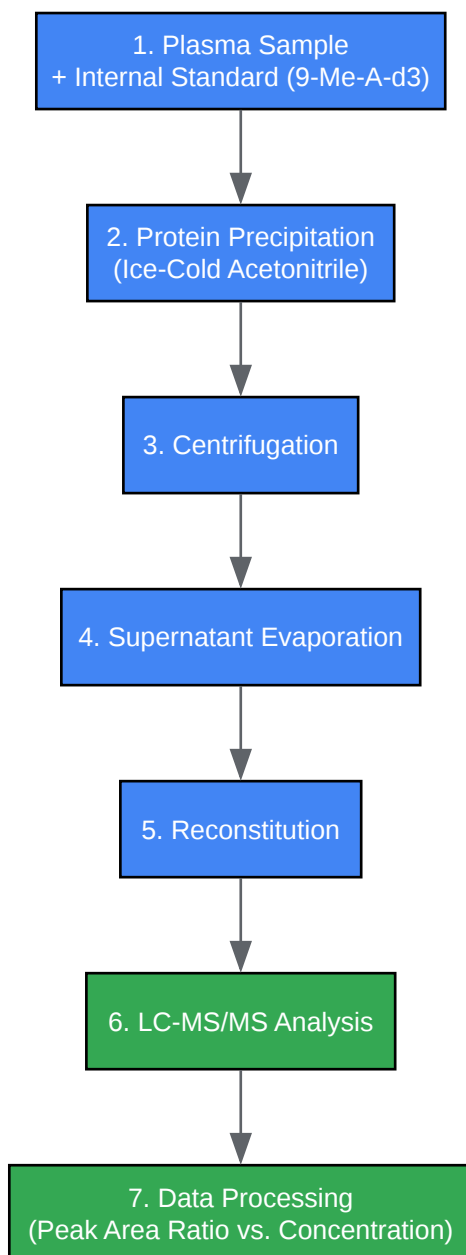 1. Plasma Sample
+ Internal Standard (9-Me-A-d3)
2. Protein Precipitation
(Ice-Cold Acetonitrile)
3. Centrifugation
4. Supernatant Evaporation
5. Reconstitution
6. LC-MS/MS Analysis
7. Data Processing
(Peak Area Ratio vs. Concentration)